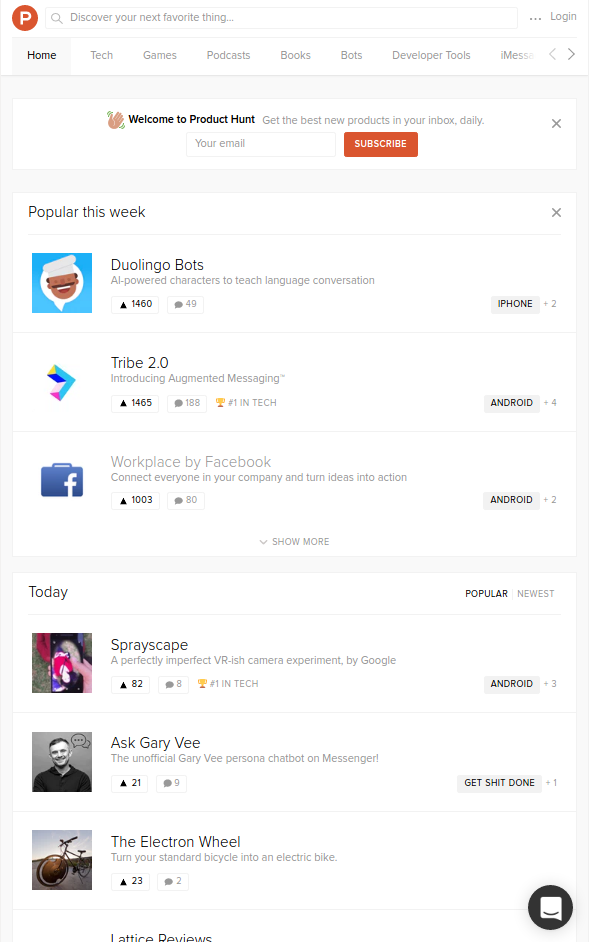 P
Discover your next favorite thing...
... Login
Home Tech Games Podcasts Books Bots Developer Tools
Welcome to Product Hunt Get the best new products in your inbox, daily.
Your email SUBSCRIBE
Popular this week
Duolingo Bots
AI-powered characters to teach language conversation
1460 49 IPHONE + 2
Tribe 2.0
Introducing Augmented Messaging™
1465 188 #1 IN TECH ANDROID + 4
Workplace by Facebook
Connect everyone in your company and turn ideas into action
1003 80 ANDROID + 2
SHOW MORE
Today POPULAR | NEWEST
Sprayscape
A perfectly imperfect VR-ish camera experiment, by Google
82 8 #1 IN TECH ANDROID + 3
Ask Gary Vee
The unofficial Gary Vee persona chatbot on Messenger!
21 9 GET SHIT DONE + 1
The Electron Wheel
Turn your standard bicycle into an electric bike.
23 2
Lattice Reviews